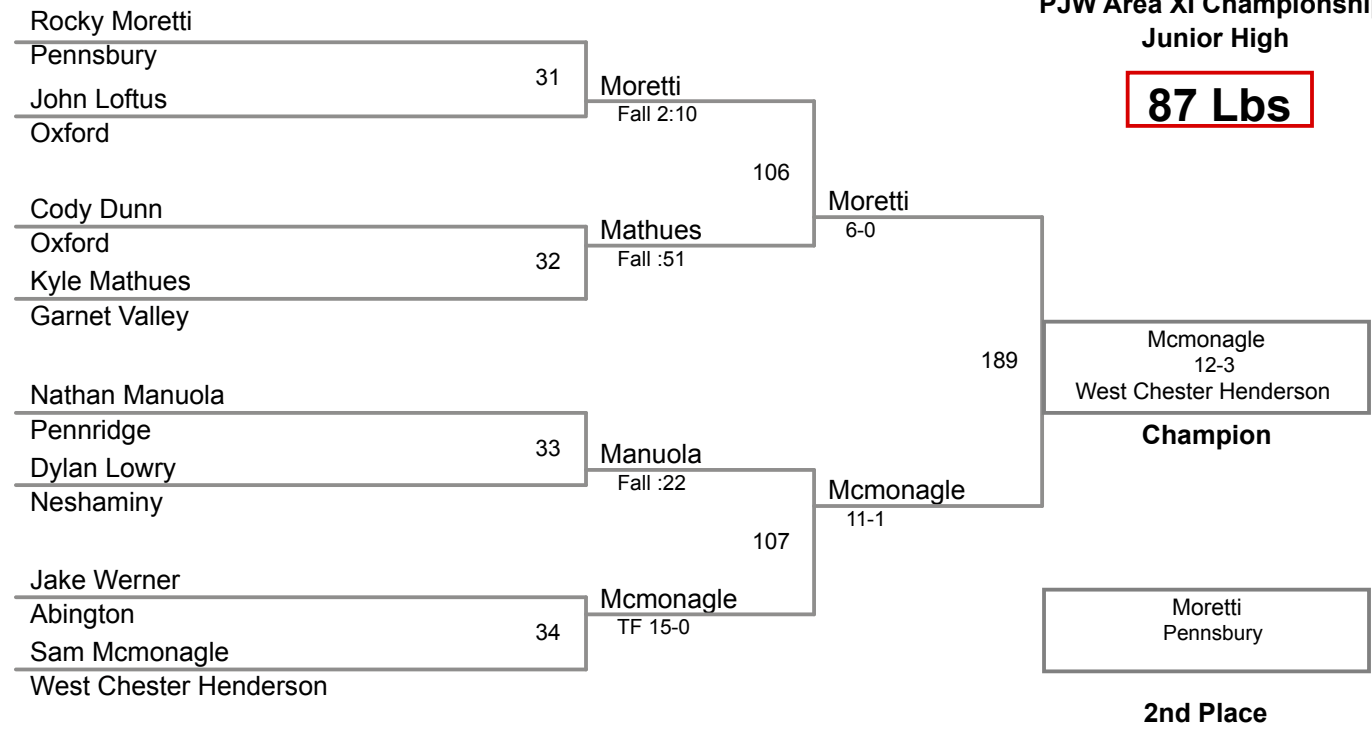 PJW Area XI Championshi
Junior High
87 Lbs
Rocky Moretti
Pennsbury
31
John Loftus
Oxford
Moretti
Fall 2:10
106
Cody Dunn
Oxford
32
Kyle Mathues
Garnet Valley
Mathues
Fall :51
Moretti
6-0
189
Nathan Manuola
Pennridge
33
Dylan Lowry
Neshaminy
Manuola
Fall :22
107
Jake Werner
Abington
34
Sam Mcmonagle
West Chester Henderson
Mcmonagle
TF 15-0
Mcmonagle
11-1
Mcmonagle
12-3
West Chester Henderson
Champion
Moretti
Pennsbury
2nd Place